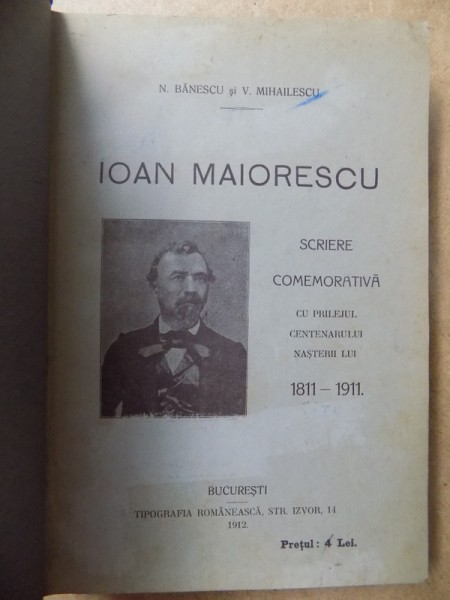 N. BĂNESCU şi V. MIHAILESCU
IOAN MAIORESCU
SCRIERE
COMEMORATIVĂ
CU PRILEJUL
CENTENARULUI
NAŞTERII LUI
1811 – 1911.
BUCUREŞTI
TIPOGRAFIA ROMÂNEASCĂ, STR. IZVOR, 14
1912.
Preţul: 4 Lei.